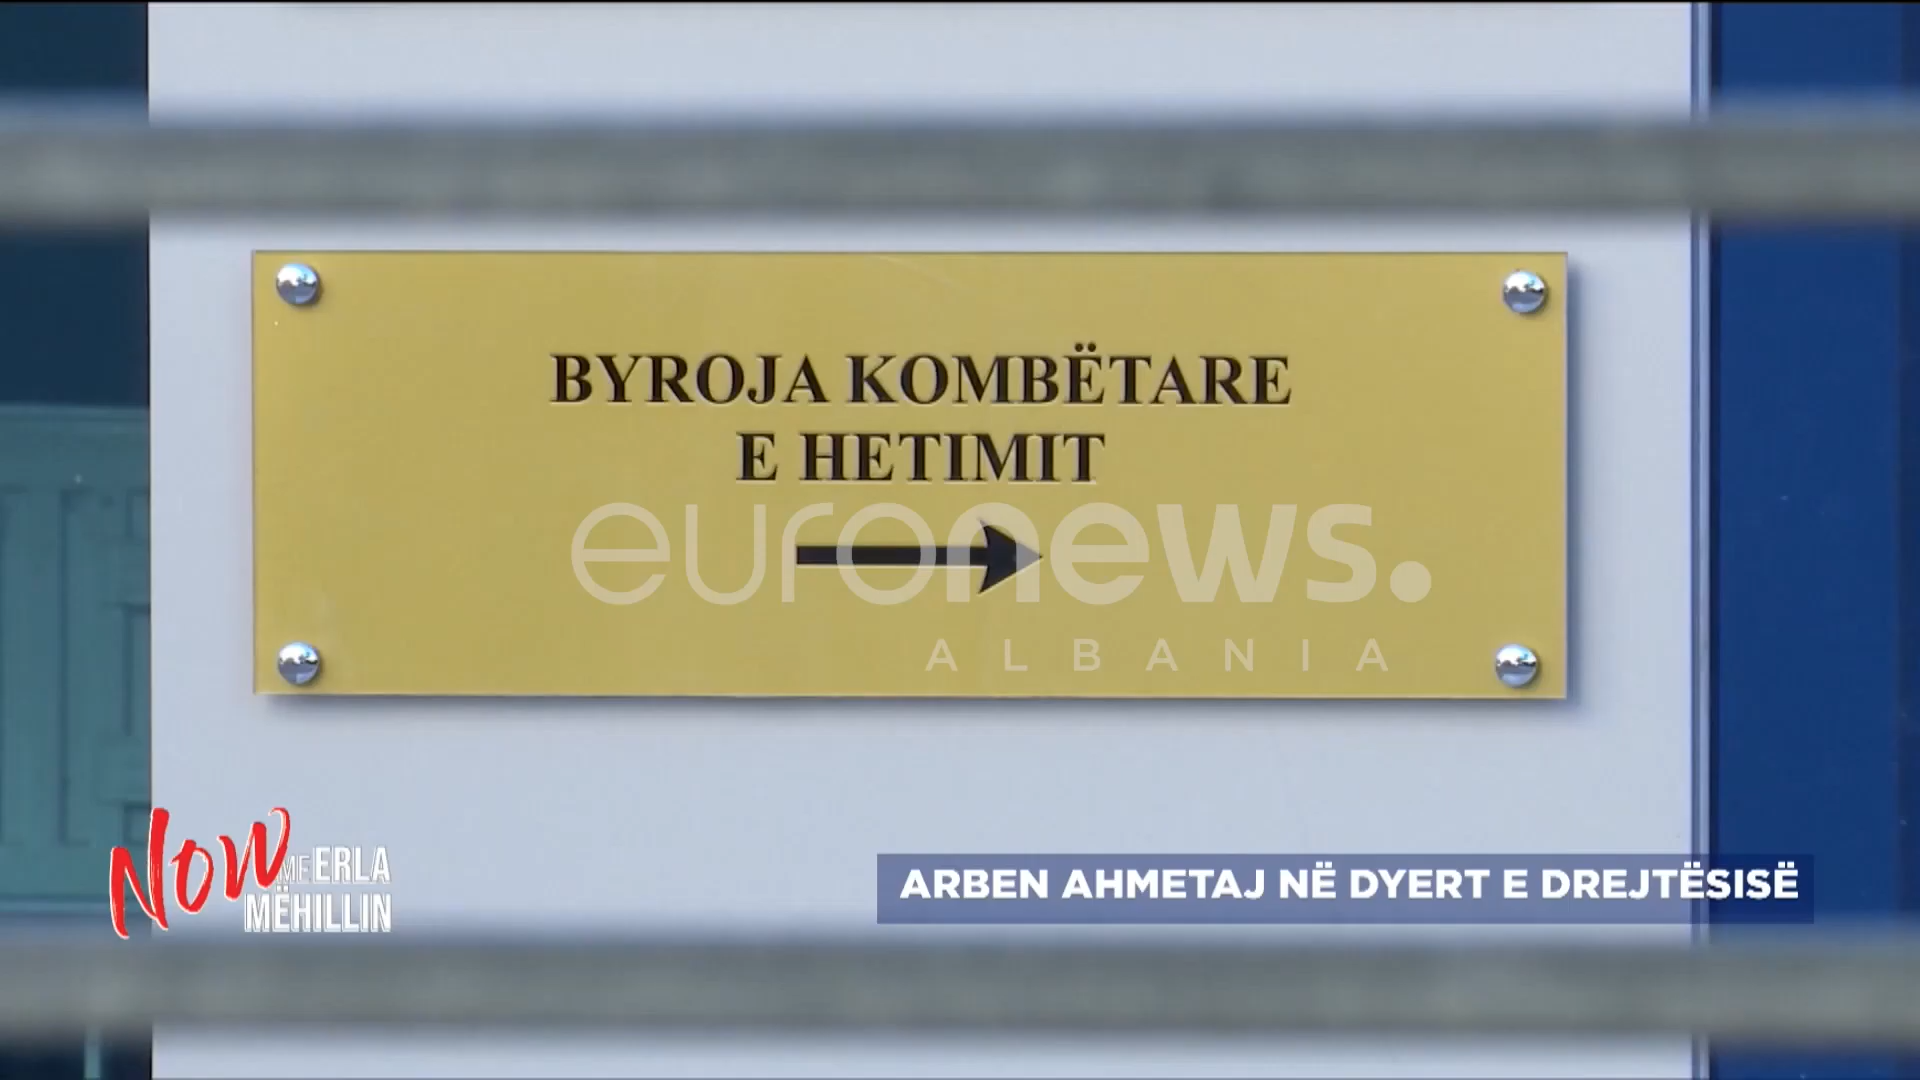 BYROJA KOMBËTARE
E HETIMIT
euronews.
ALBANIA
Now ME ERLA
MËHILLIN
ARBEN AHMETAJ NË DYERT E DREJTËSISË